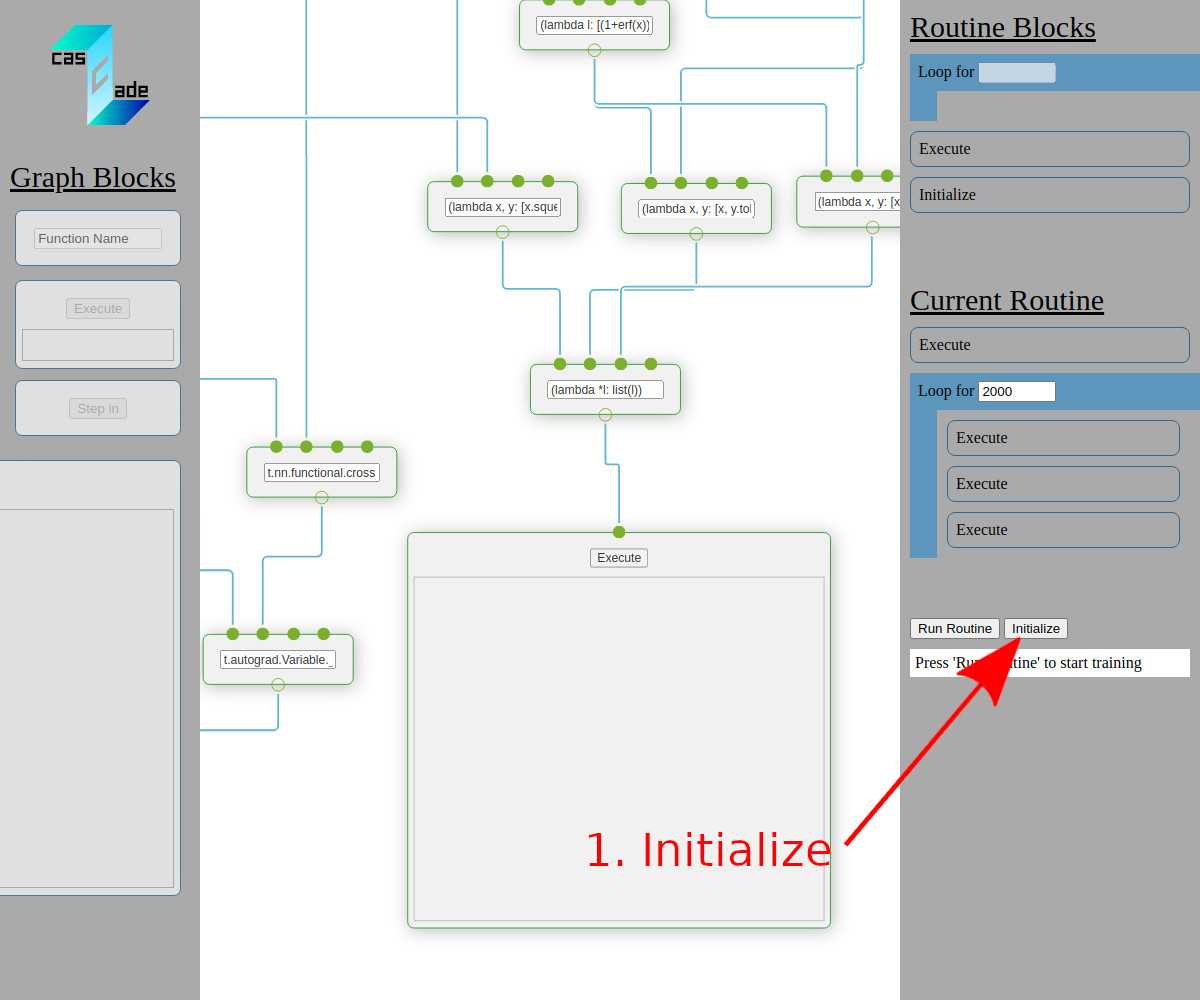 cas
cade
Graph Blocks
Function Name
Execute
Step in
(lambda l: [(1+erf(x))
(lambda x, y: [x.sque
(lambda x, y: [x, y.tol
(lambda x, y: [x
(lambda *l: list(l))
t.nn.functional.cross
t.autograd.Variable._
Execute
1. Initialize
Routine Blocks
Loop for
Execute
Initialize
Current Routine
Execute
Loop for 2000
Execute
Execute
Execute
Run Routine Initialize
Press 'Ru tine' to start training